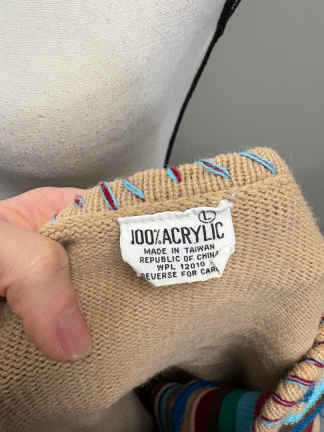 L
100% ACRYLIC
MADE IN TAIWAN
REPUBLIC OF CHINA
WPL 12010
REVERSE FOR CARE